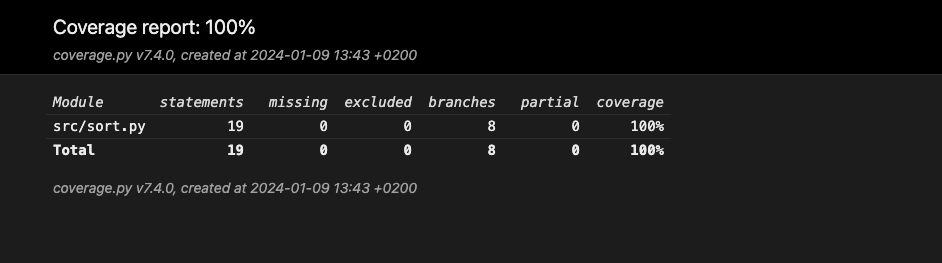 Coverage report: 100%
coverage.py v7.4.0, created at 2024-01-09 13:43 +0200
Module statements missing excluded branches partial coverage
src/sort.py 19 0 0 8 0 100%
Total 19 0 0 8 0 100%
coverage.py v7.4.0, created at 2024-01-09 13:43 +0200